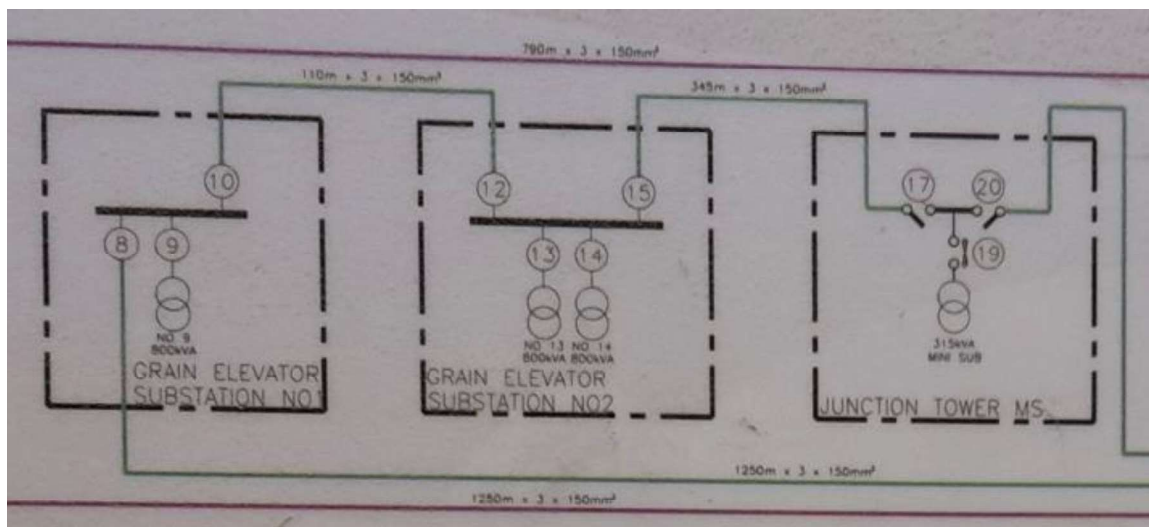 790m x 3 x 150mm²
110m x 3 x 150mm²
345m x 3 x 150mm²
10
12
15
17
20
8
9
13
14
19
NO 9
800kVA
NO 13
800kVA
NO 14
800kVA
315kVA
MINI SUB
GRAIN ELEVATOR
SUBSTATION NO1
GRAIN ELEVATOR
SUBSTATION NO2
JUNCTION TOWER MS
1250m x 3 x 150mm²
1250m x 3 x 150mm²